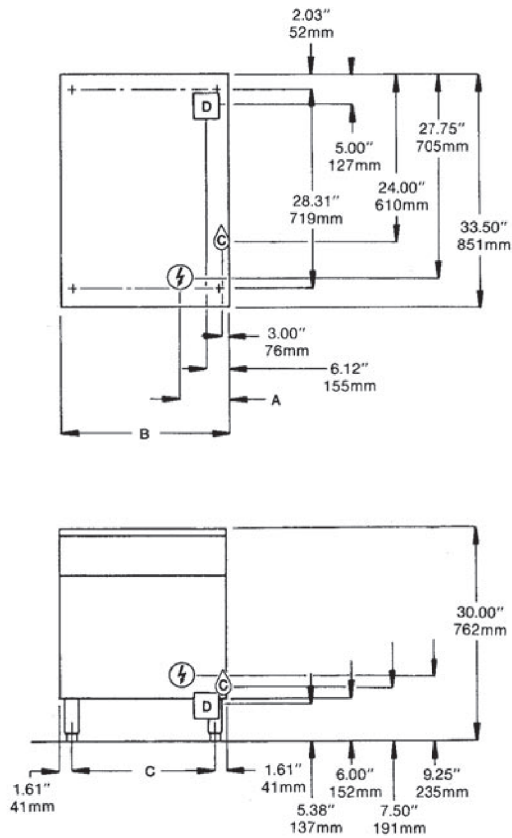 2.03"
52mm
D
5.00"
127mm
27.75"
705mm
24.00"
610mm
28.31"
719mm
33.50"
851mm
C
3.00"
76mm
6.12"
155mm
A
B
30.00"
762mm
C
D
1.61"
41mm
C
1.61"
41mm
5.38"
137mm
6.00"
152mm
7.50"
191mm
9.25"
235mm